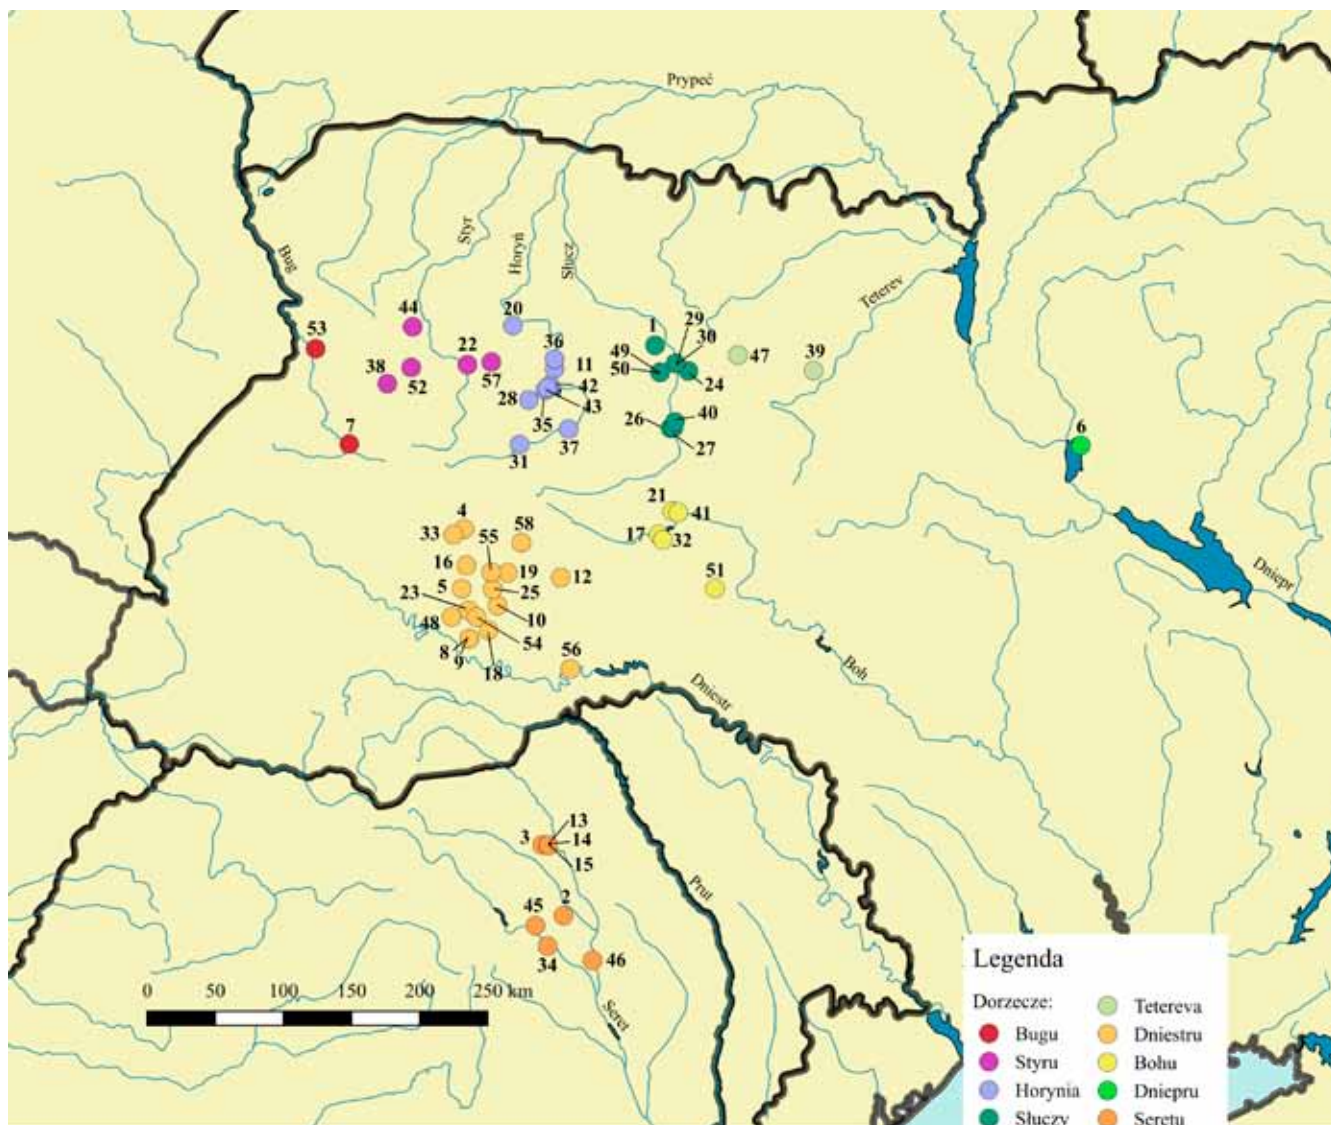 Prypeć
Styr
Horyń
Słucz
Bug
Teterev
44
20
1
29
30
53
22
36
49
47
39
38
52
57
11
50
24
42
28
43
35
40
26
7
37
27
6
31
21
41
4
33
58
55
17
32
16
19
12
51
5
25
23
10
48
54
8
9
18
56
Dniepr
Boh
Dniestr
13
3
14
15
Prut
2
45
34
46
Seret
0 50 100 150 200 250 km
Legenda
Dorzecze:
Bugu
Styru
Horynia
Słuczy
Tetereva
Dniestru
Bohu
Dniepru
Seretu